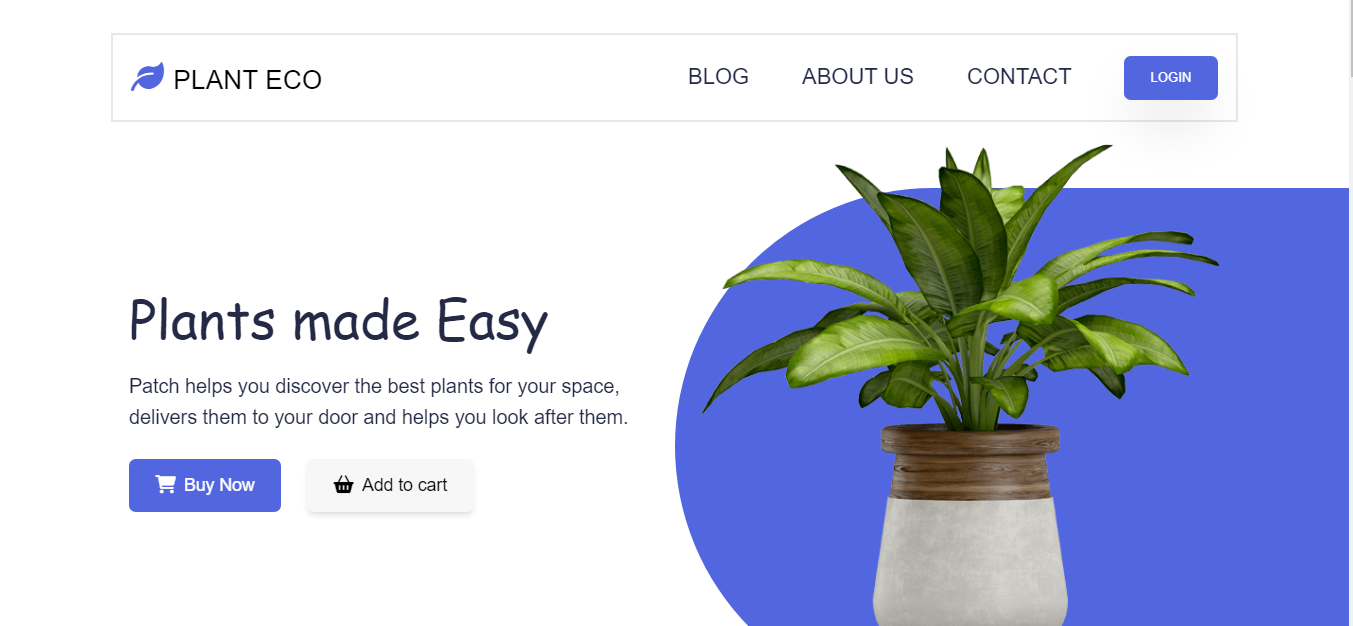 PLANT ECO
BLOG ABOUT US CONTACT LOGIN
Plants made Easy
Patch helps you discover the best plants for your space,
delivers them to your door and helps you look after them.
Buy Now Add to cart